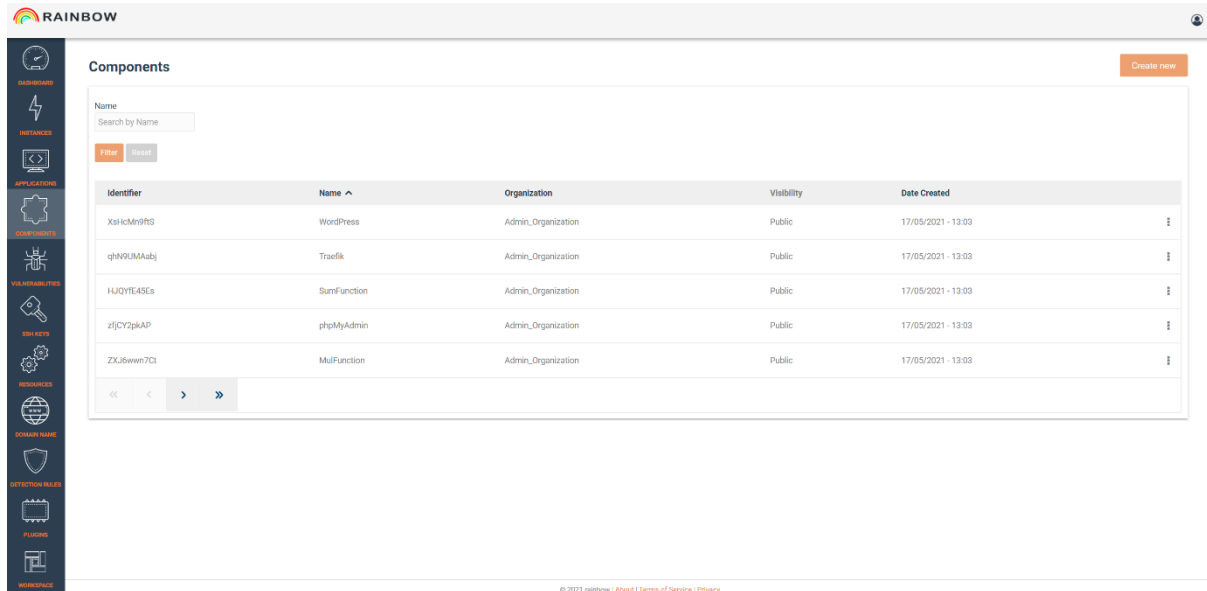 RAINBOW
DASHBOARD
INSTANCES
APPLICATIONS
COMPONENTS
VULNERABILITIES
SSH KEYS
RESOURCES
DOMAIN NAME
DETECTION RULES
PLUGINS
WORKSPACE
Components
Create new
Name
Search by Name
Filter Reset
Identifier Name Organization Visibility Date Created
XsHcMn9ftS WordPress Admin_Organization Public 17/05/2021 - 13:03
qhN9UMAabj Traefik Admin_Organization Public 17/05/2021 - 13:03
HJQYfE45Es SumFunction Admin_Organization Public 17/05/2021 - 13:03
zfjCY2pkAP phpMyAdmin Admin_Organization Public 17/05/2021 - 13:03
ZXJ6wwn7Ct MulFunction Admin_Organization Public 17/05/2021 - 13:03
© 2021 rainbow | About | Terms of Service | Privacy